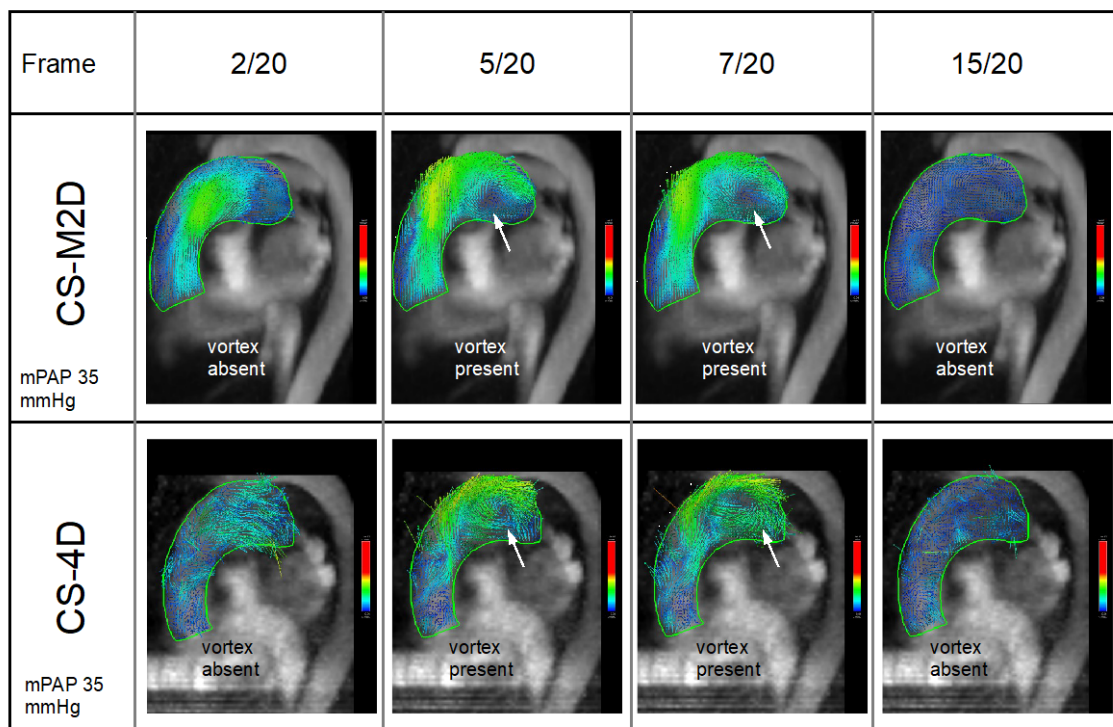 Frame
2/20
5/20
7/20
15/20
CS-M2D
mPAP 35
mmHg
vortex
absent
vortex
present
vortex
present
vortex
absent
CS-4D
mPAP 35
mmHg
vortex
absent
vortex
present
vortex
present
vortex
absent